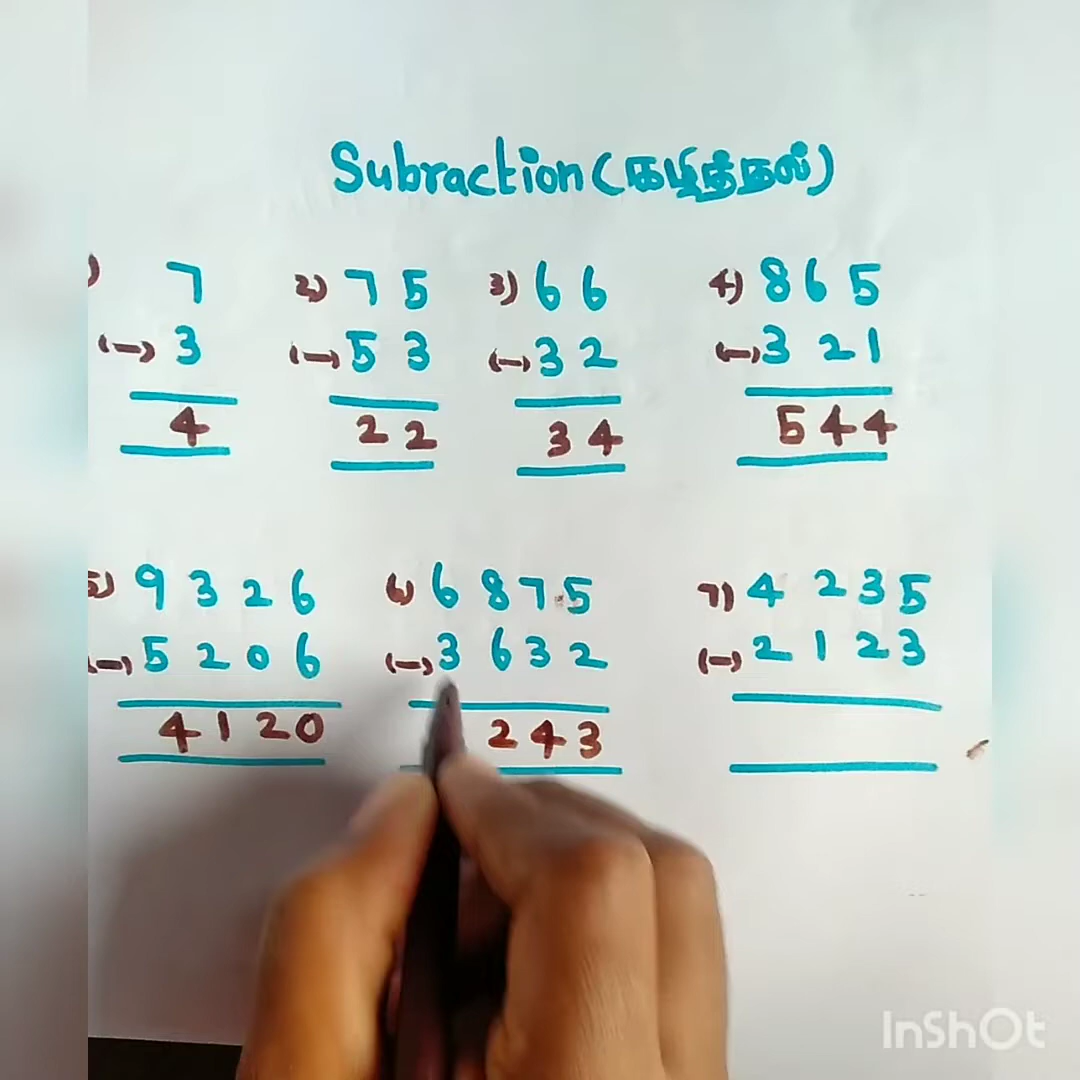 Subraction (கழித்தல்)
) 7 2) 7 5 3) 6 6 4) 8 6 5
(-) 3 (-) 5 3 (-) 3 2 (-) 3 2 1
4 2 2 3 4 5 4 4
5) 9 3 2 6 6) 6 8 7 5 7) 4 2 3 5
(-) 5 2 0 6 (-) 3 6 3 2 (-) 2 1 2 3
4 1 2 0 2 4 3
InShOt